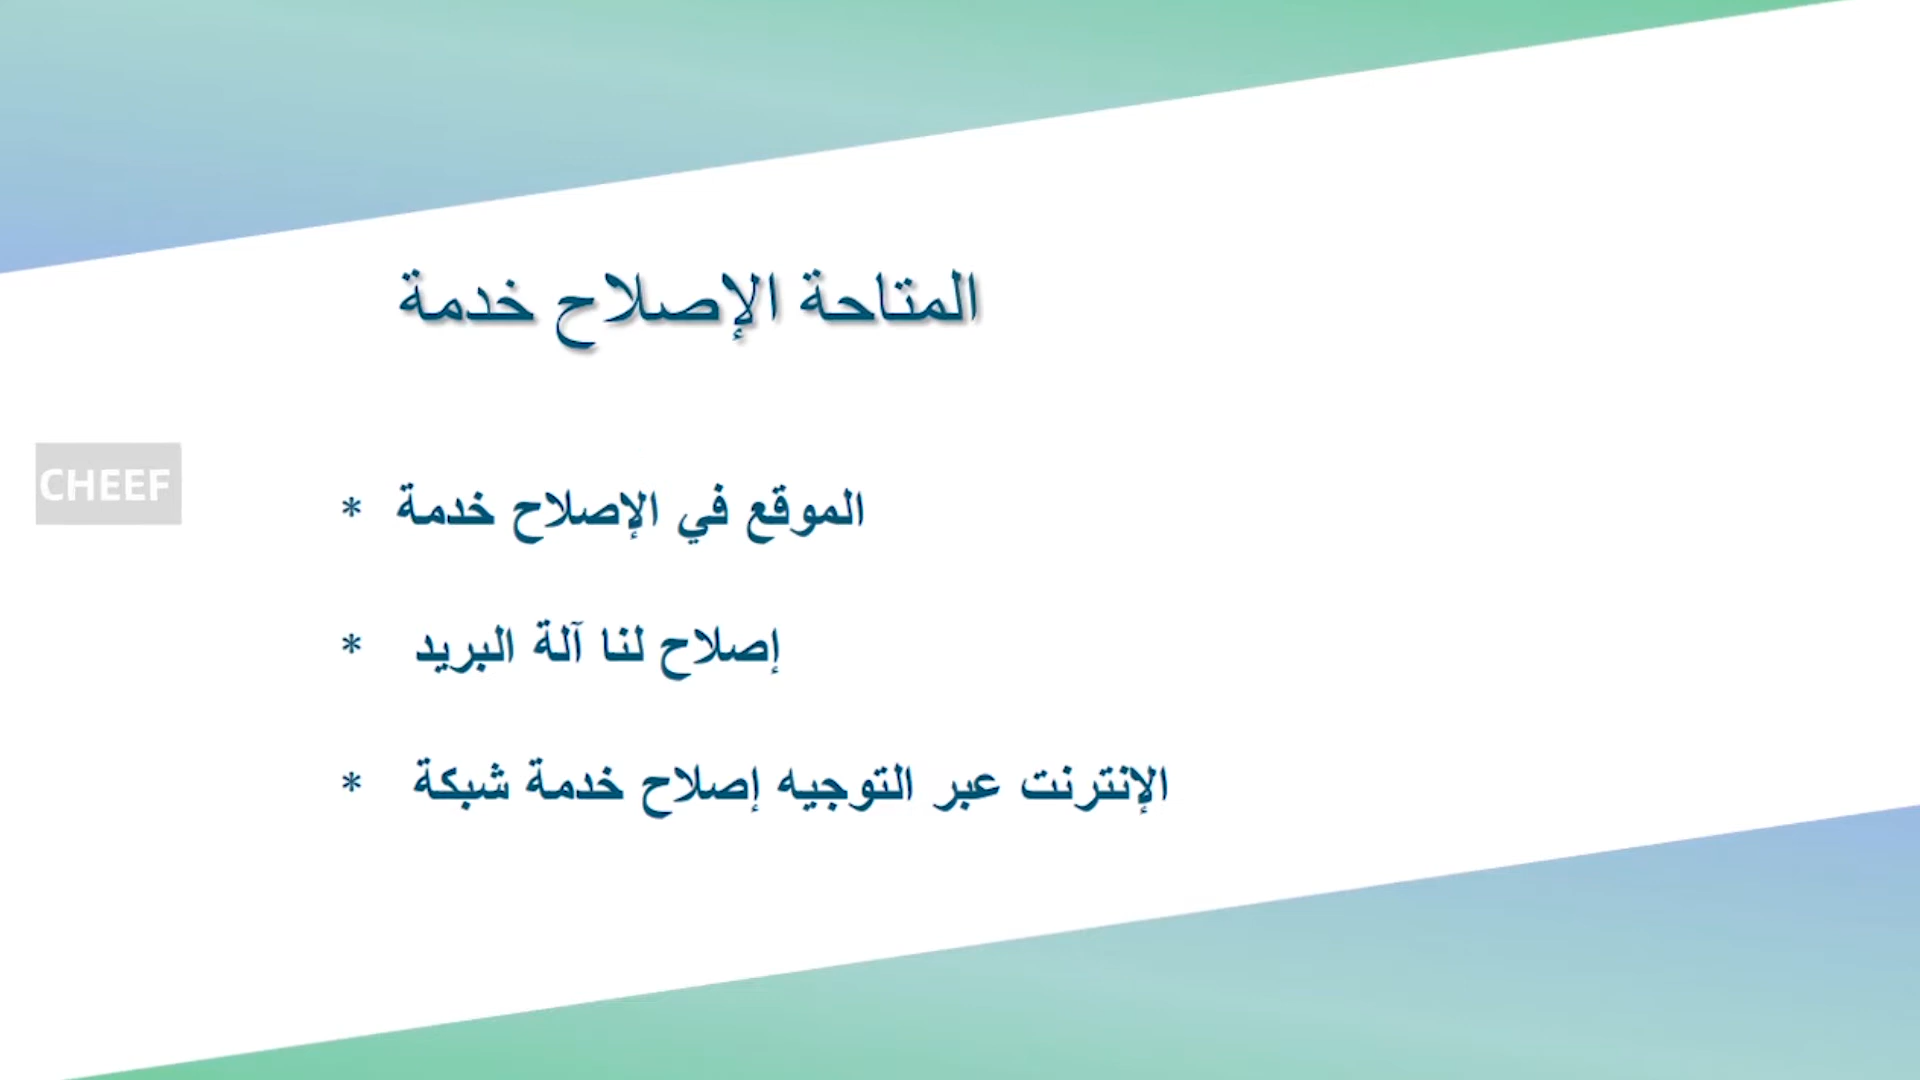 المتاحة الإصلاح خدمة
CHEEF
* الموقع في الإصلاح خدمة
* إصلاح لنا آلة البريد
* الإنترنت عبر التوجيه إصلاح خدمة شبكة